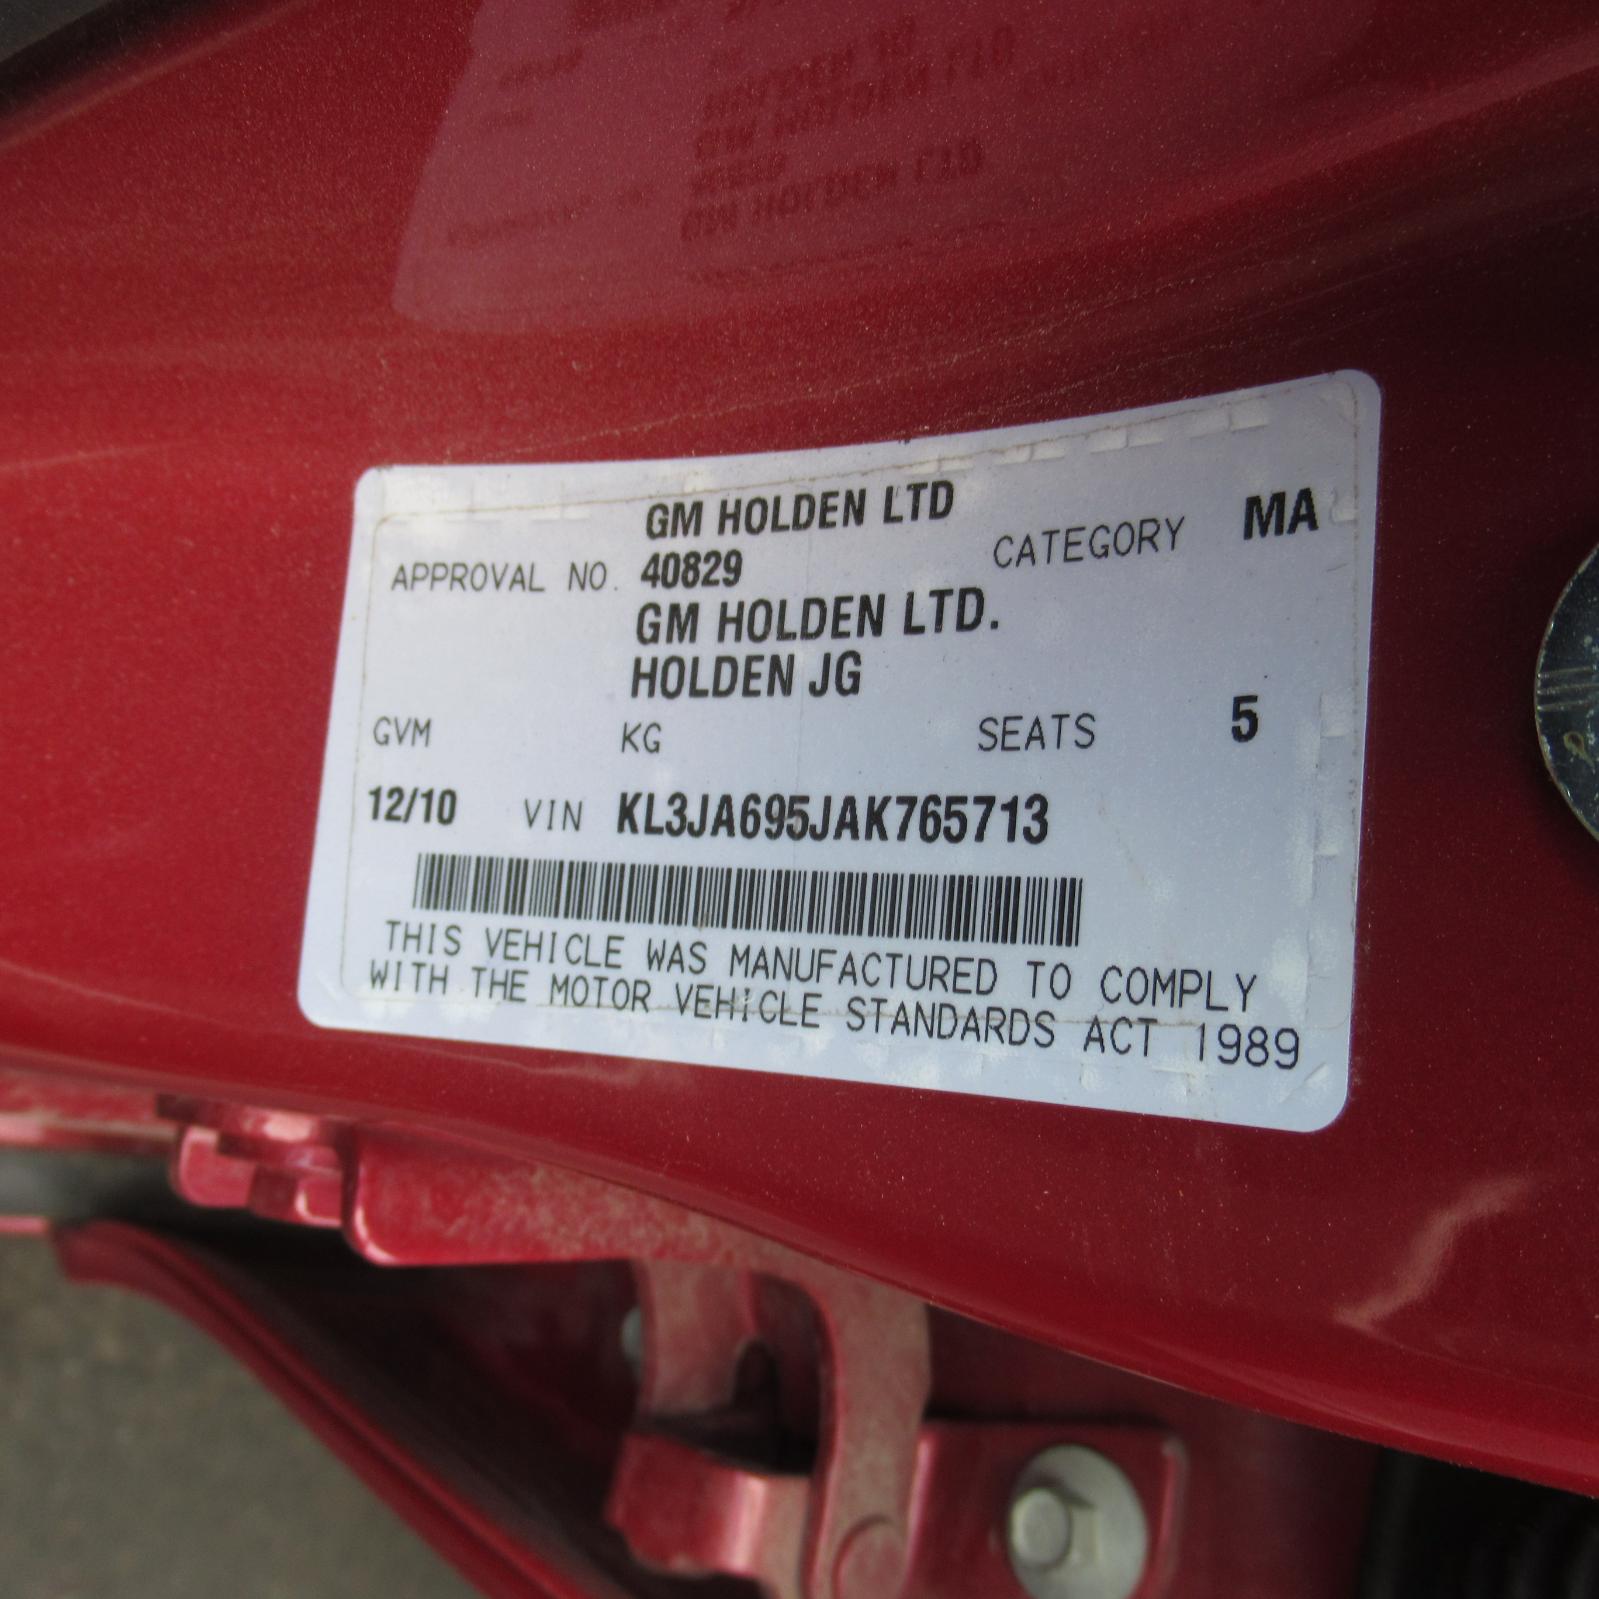 GM HOLDEN LTD
APPROVAL NO. 40829 CATEGORY MA
GM HOLDEN LTD.
HOLDEN JG
GVM KG SEATS 5
12/10 VIN KL3JA695JAK765713
THIS VEHICLE WAS MANUFACTURED TO COMPLY
WITH THE MOTOR VEHICLE STANDARDS ACT 1989